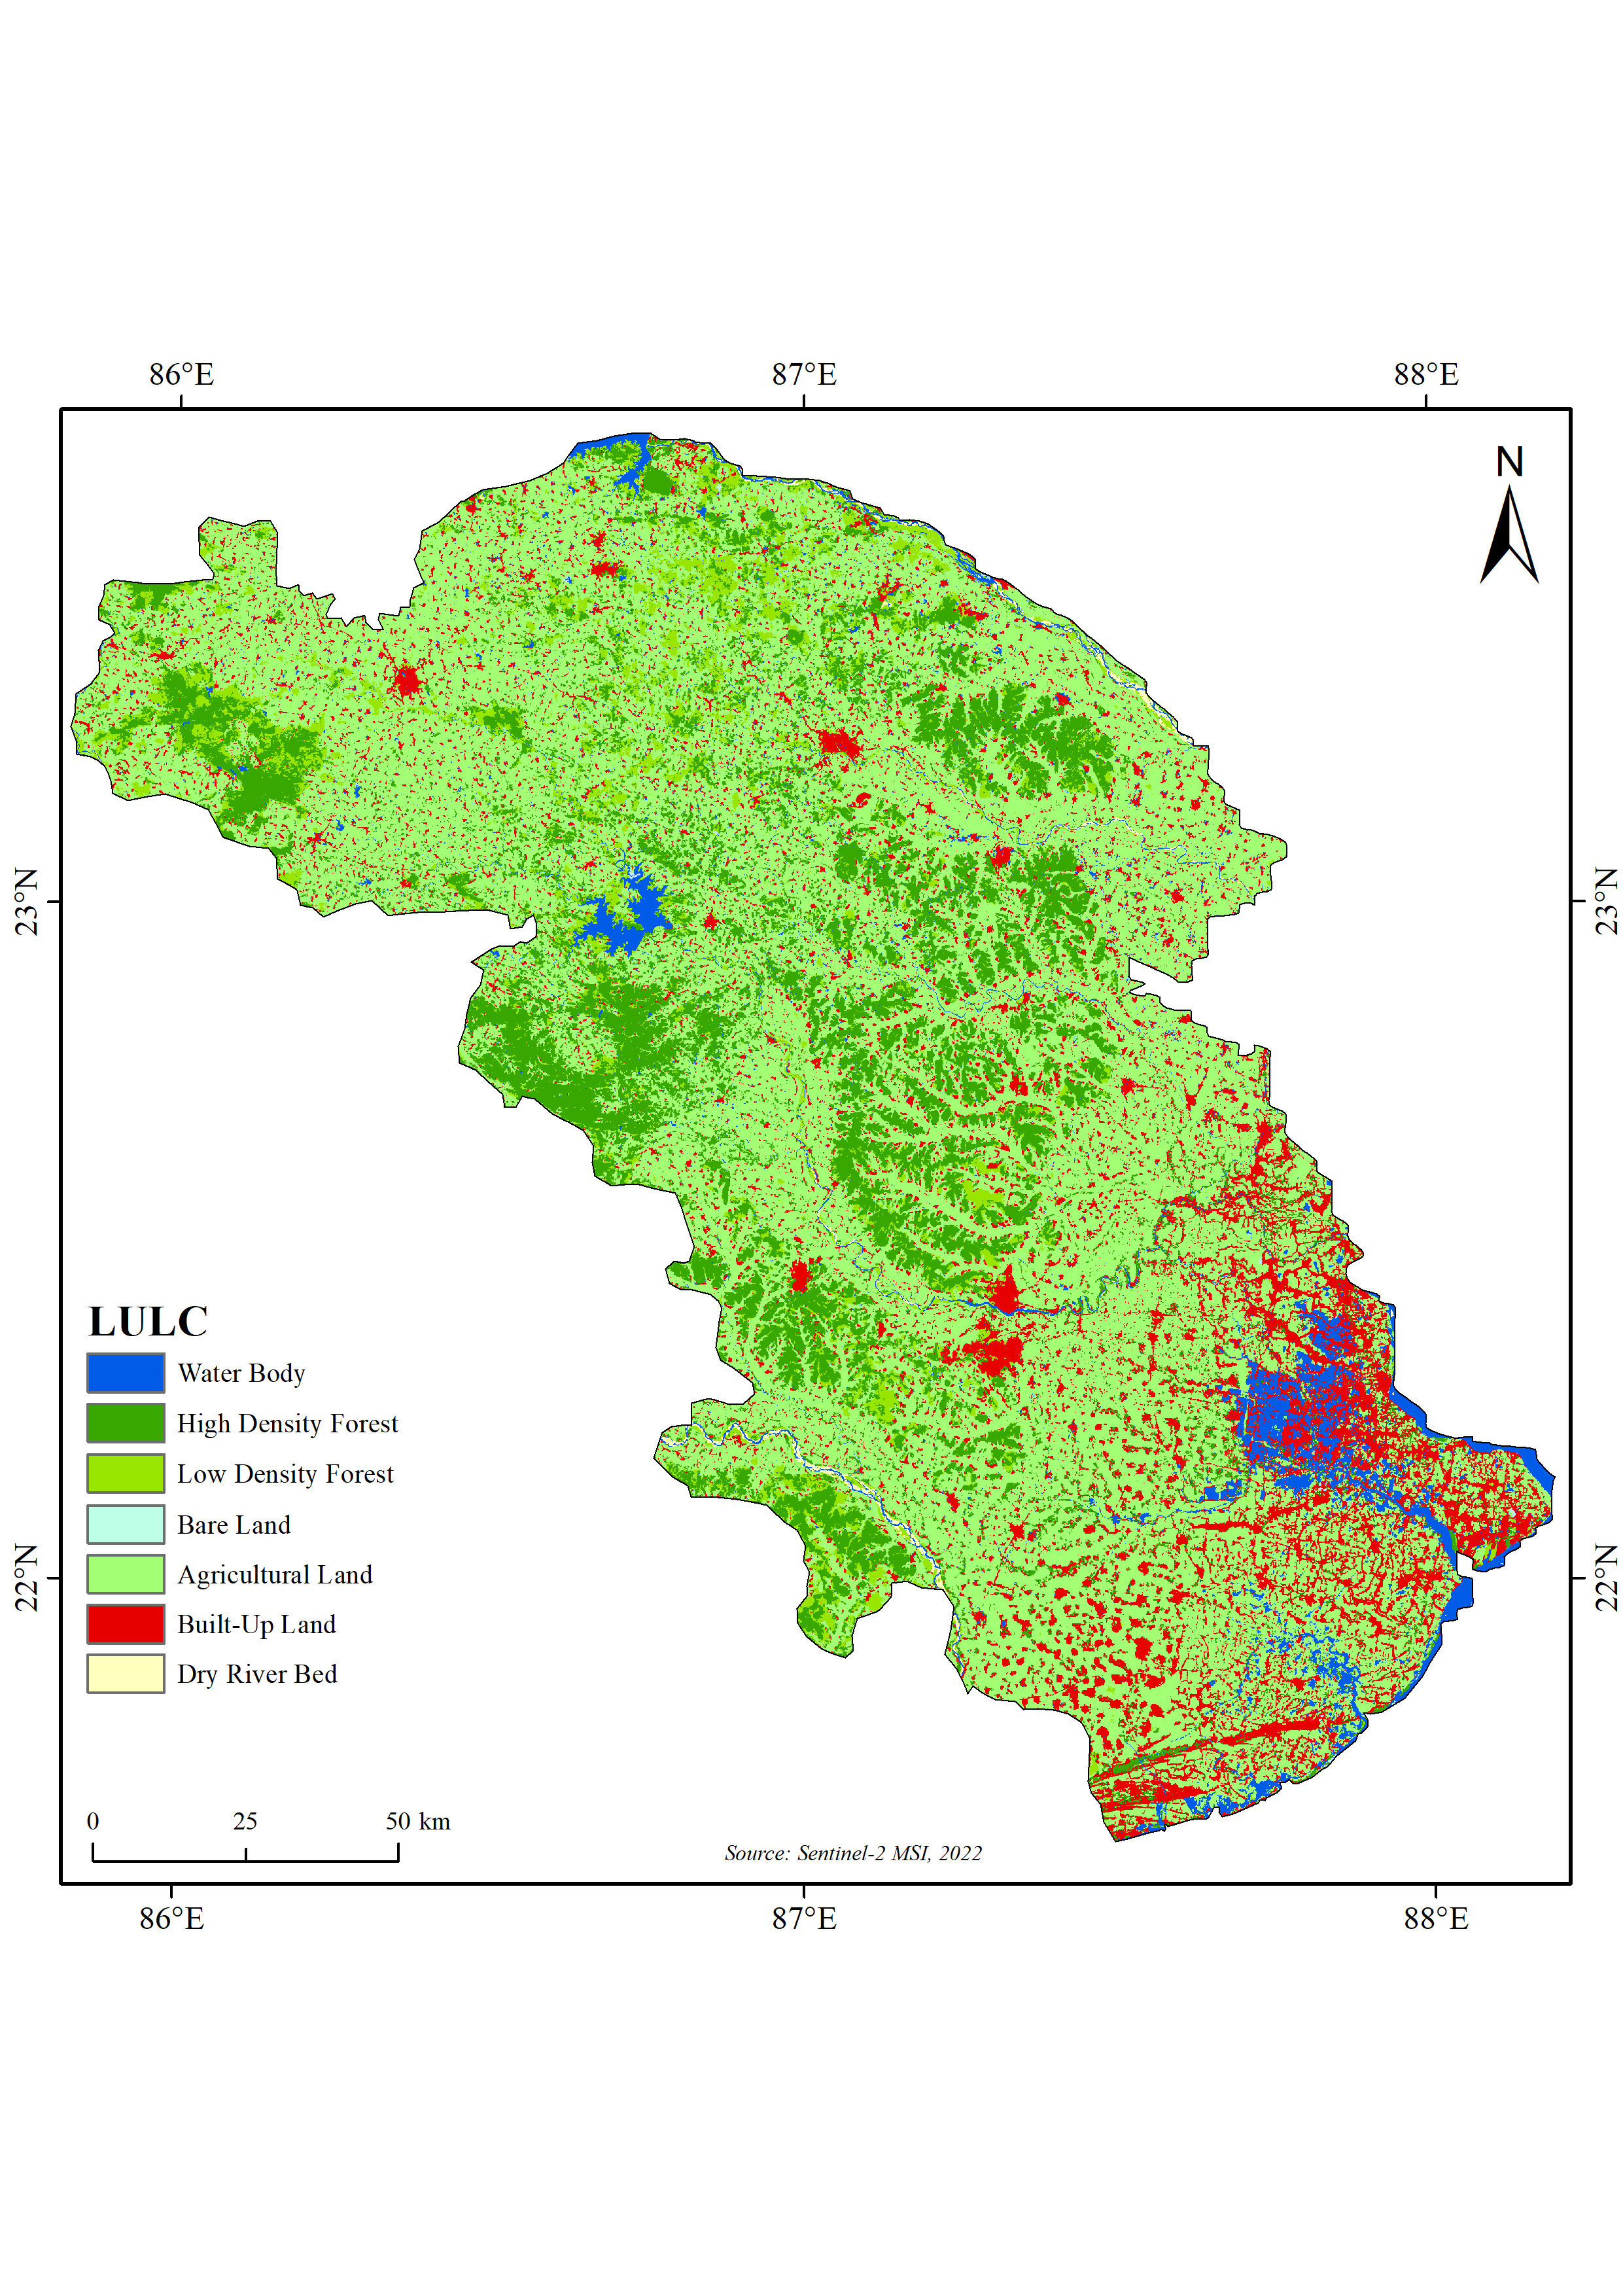 86°E
87°E
88°E
N
23°N
23°N
22°N
22°N
LULC
Water Body
High Density Forest
Low Density Forest
Bare Land
Agricultural Land
Built-Up Land
Dry River Bed
0 25 50 km
Source: Sentinel-2 MSI, 2022
86°E
87°E
88°E